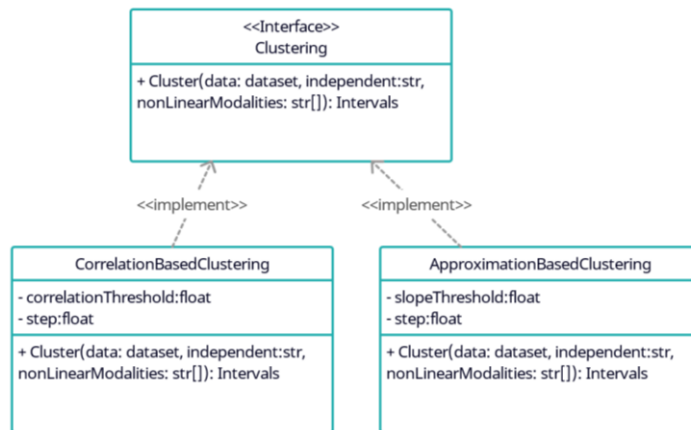 <<Interface>>
Clustering
+ Cluster(data: dataset, independent:str,
nonLinearModalities: str[]): Intervals
<<implement>>
<<implement>>
CorrelationBasedClustering
- correlationThreshold:float
- step:float
+ Cluster(data: dataset, independent:str,
nonLinearModalities: str[]): Intervals
ApproximationBasedClustering
- slopeThreshold:float
- step:float
+ Cluster(data: dataset, independent:str,
nonLinearModalities: str[]): Intervals